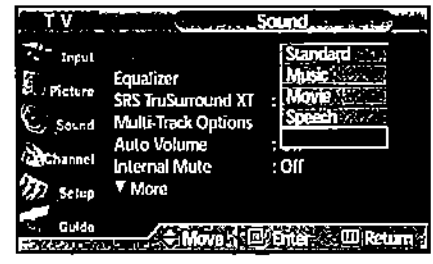 TV Sound
Input
Picture
Sound
Channel
Setup
Guide
Equalizer
SRS TruSurround XT :
Multi-Track Options
Auto Volume :
Internal Mute : Off
▼ More
Standard
Music
Movie
Speech
Move Enter Return